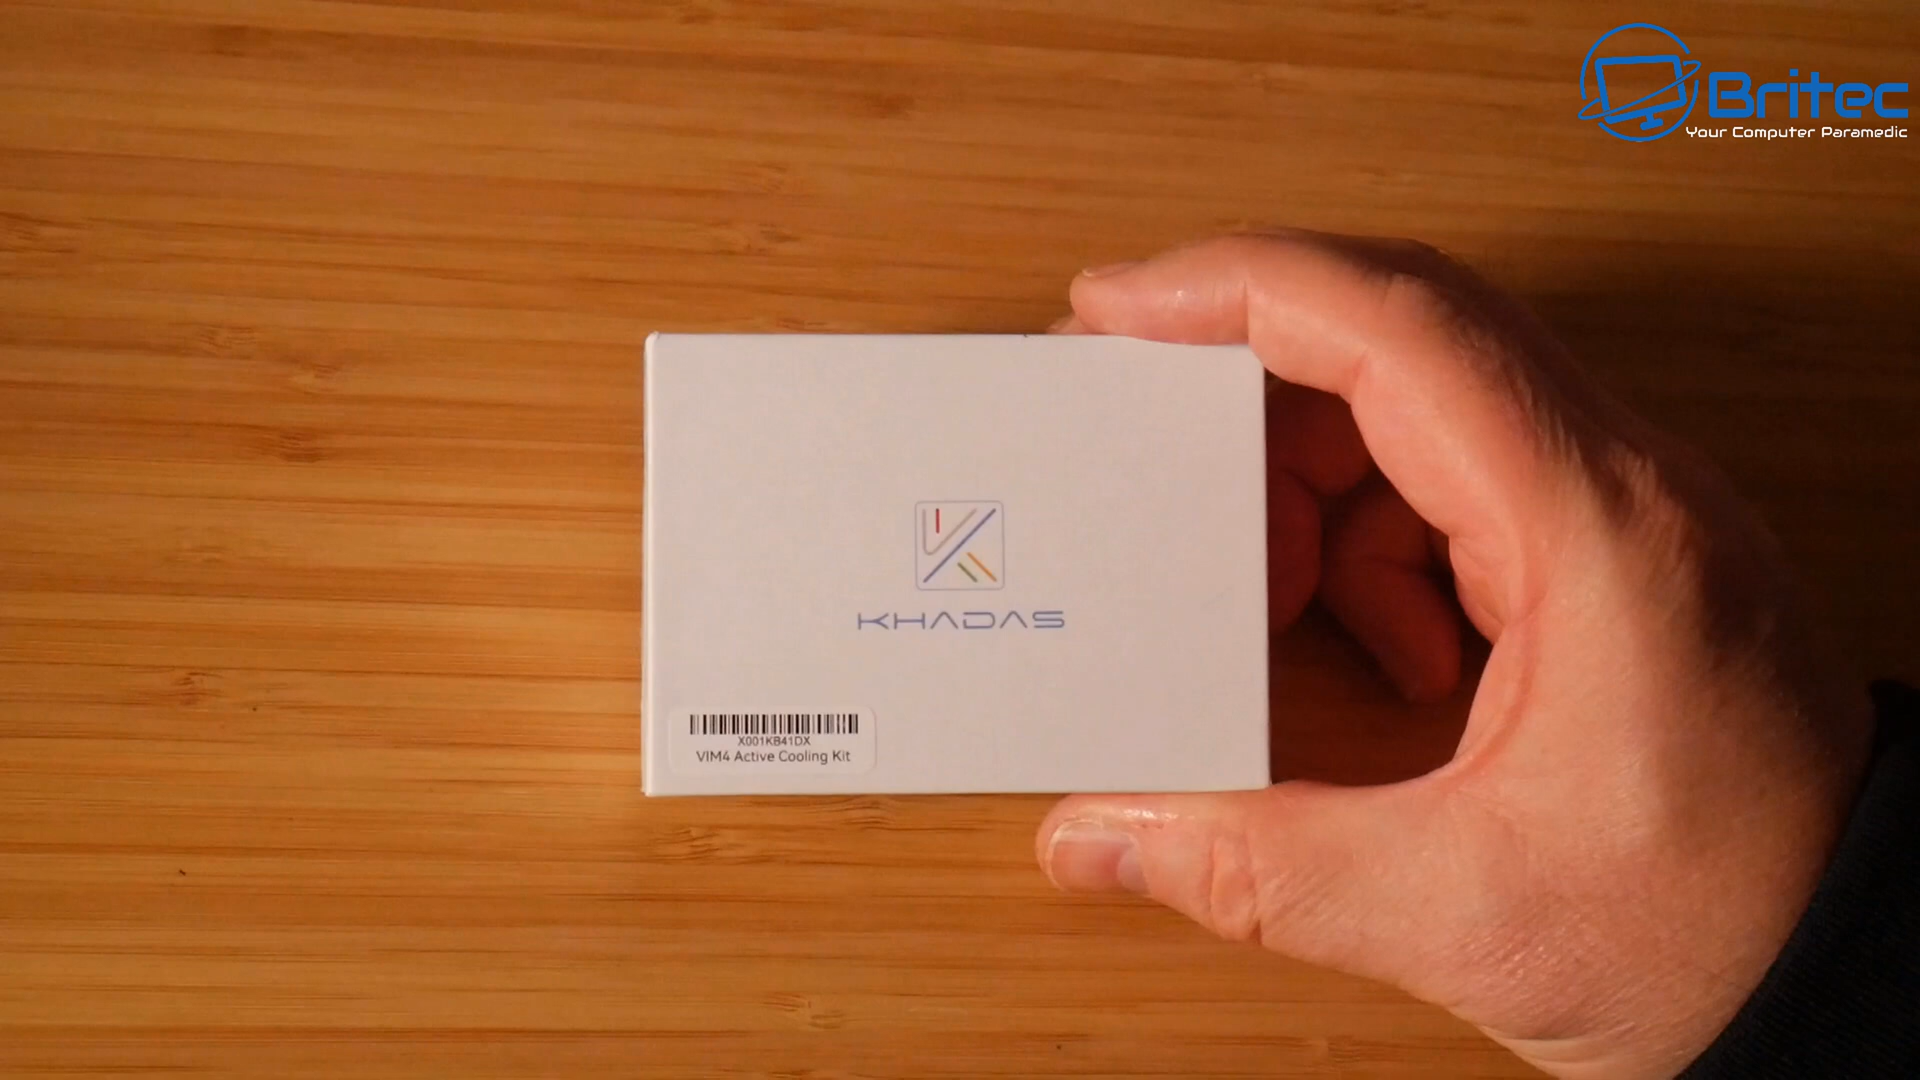 Britec
Your Computer Paramedic
KHADAS
X001KB41DX
VIM4 Active Cooling Kit